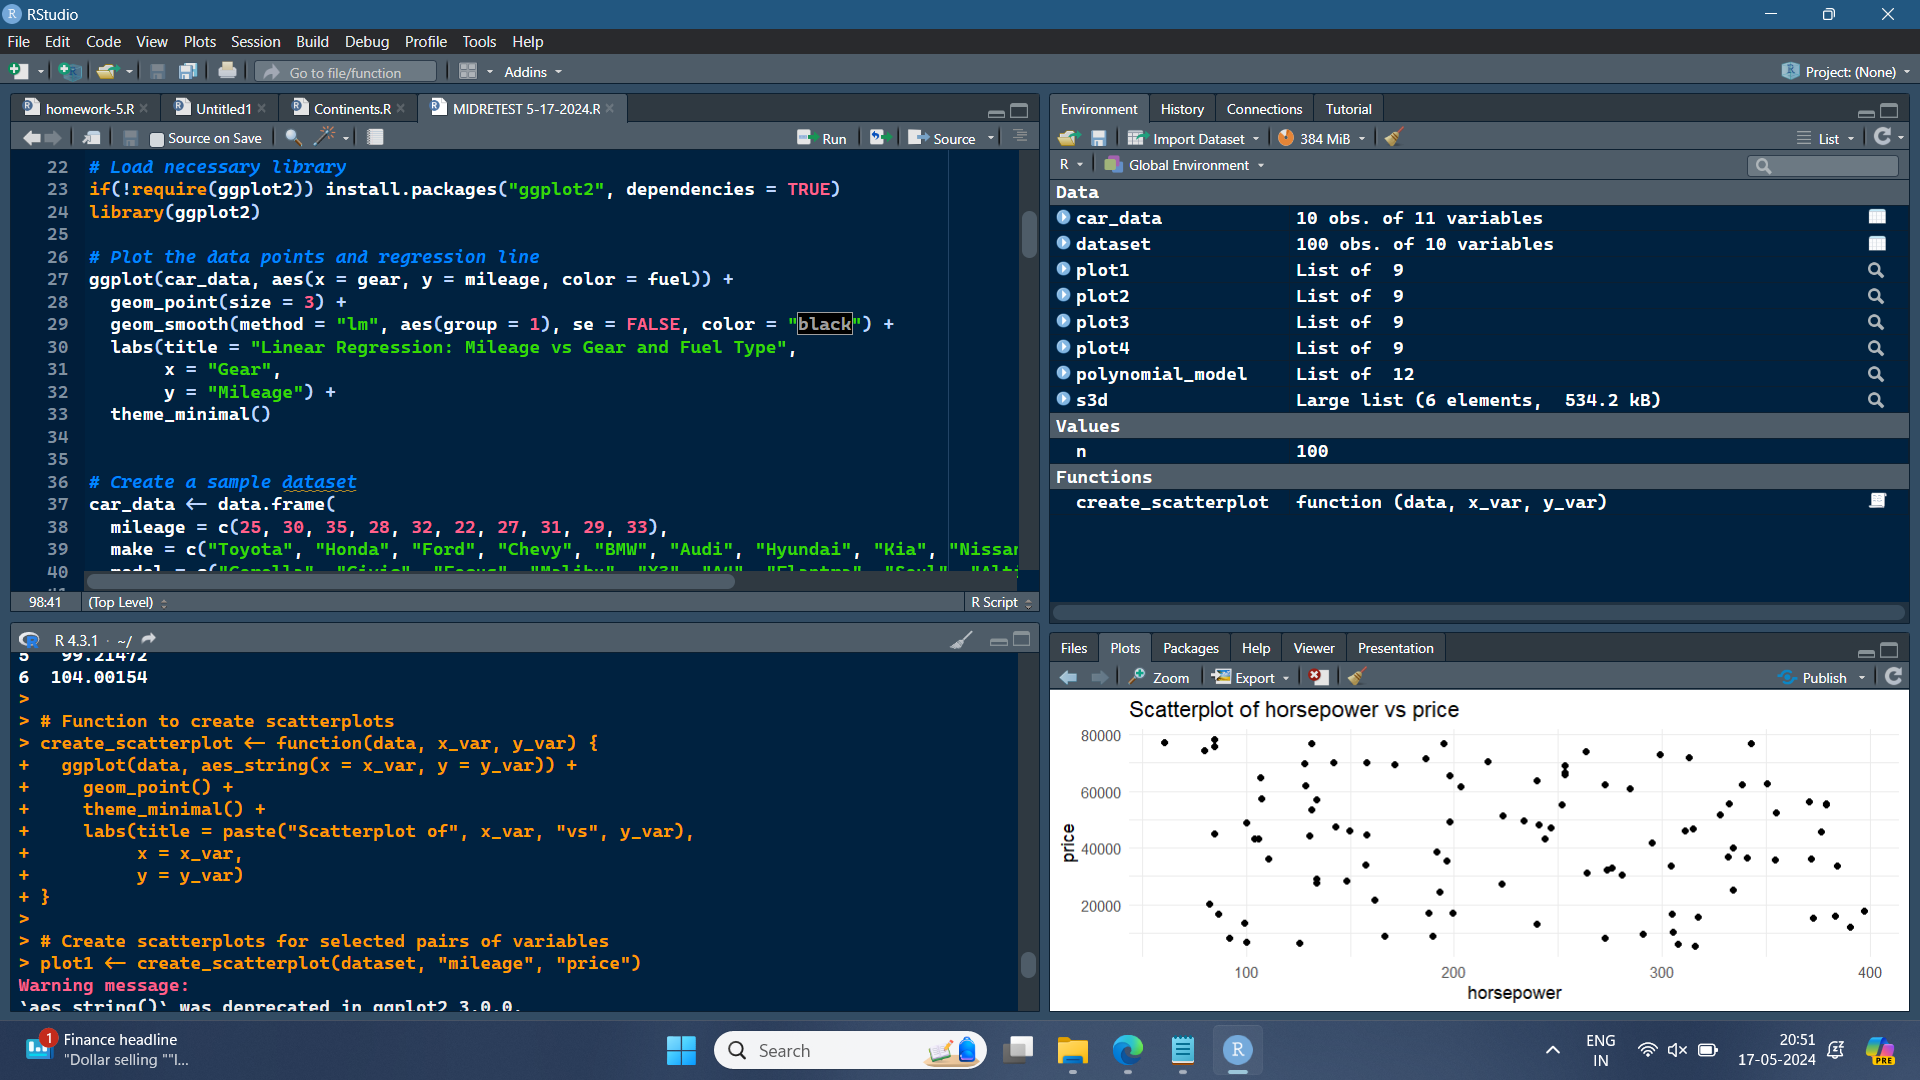 RStudio
File Edit Code View Plots Session Build Debug Profile Tools Help
Go to file/function
Addins
Project: (None)
homework-5.R
Untitled1
Continents.R
MIDRETEST 5-17-2024.R
Source on Save
Run
Source
22 # Load necessary library
23 if(!require(ggplot2)) install.packages("ggplot2", dependencies = TRUE)
24 library(ggplot2)
25
26 # Plot the data points and regression line
27 ggplot(car_data, aes(x = gear, y = mileage, color = fuel)) +
28 geom_point(size = 3) +
29 geom_smooth(method = "lm", aes(group = 1), se = FALSE, color = "black") +
30 labs(title = "Linear Regression: Mileage vs Gear and Fuel Type",
31 x = "Gear",
32 y = "Mileage") +
33 theme_minimal()
34
35
36 # Create a sample dataset
37 car_data <- data.frame(
38 mileage = c(25, 30, 35, 28, 32, 22, 27, 31, 29, 33),
39 make = c("Toyota", "Honda", "Ford", "Chevy", "BMW", "Audi", "Hyundai", "Kia", "Nissan
40 model = c("Corolla", "Civic", "Focus", "Malibu", "X3", "A4", "Elantra", "Soul", "Alti
98:41 (Top Level) R Script
R 4.3.1 · ~/
5 99.21472
6 104.00154
>
> # Function to create scatterplots
> create_scatterplot <- function(data, x_var, y_var) {
+ ggplot(data, aes_string(x = x_var, y = y_var)) +
+ geom_point() +
+ theme_minimal() +
+ labs(title = paste("Scatterplot of", x_var, "vs", y_var),
+ x = x_var,
+ y = y_var)
+ }
>
> # Create scatterplots for selected pairs of variables
> plot1 <- create_scatterplot(dataset, "mileage", "price")
Warning message:
`aes_string()` was deprecated in ggplot2 3.0.0.
Environment History Connections Tutorial
Import Dataset 384 MiB List
R Global Environment
Data
car_data 10 obs. of 11 variables
dataset 100 obs. of 10 variables
plot1 List of 9
plot2 List of 9
plot3 List of 9
plot4 List of 9
polynomial_model List of 12
s3d Large list (6 elements, 534.2 kB)
Values
n 100
Functions
create_scatterplot function (data, x_var, y_var)
Files Plots Packages Help Viewer Presentation
Zoom Export Publish
Scatterplot of horsepower vs price
80000
60000
40000
20000
price
100 200 300 400
horsepower
1
Finance headline
"Dollar selling ""I...
Search
PRE
ENG
IN
20:51
17-05-2024